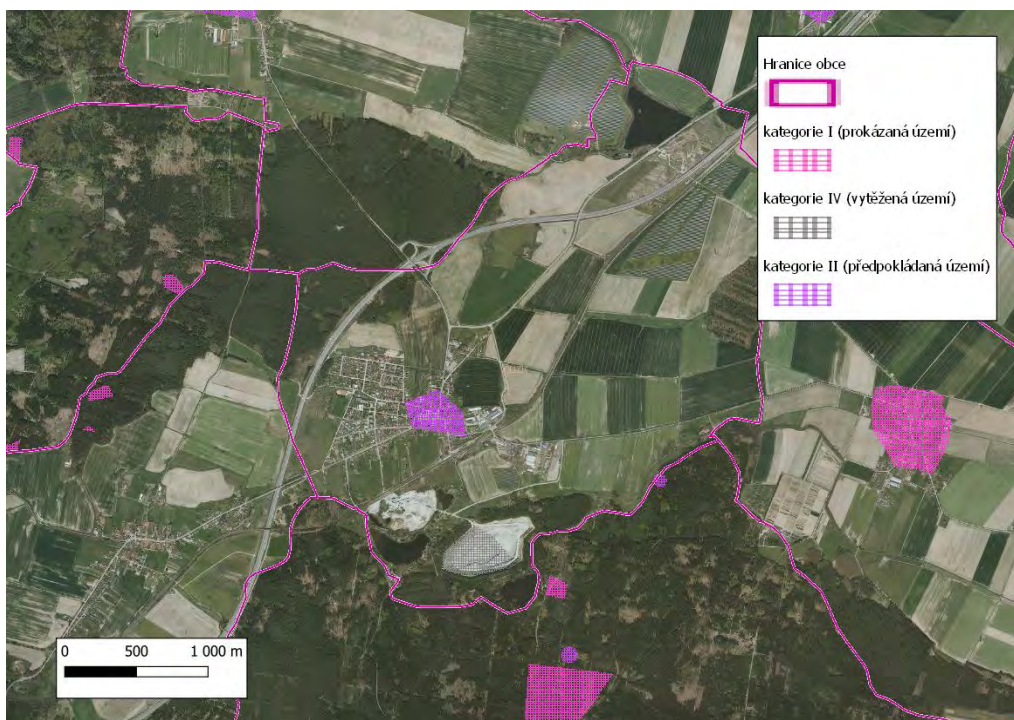 Hranice obce
kategorie I (prokázaná území)
kategorie IV (vytěžená území)
kategorie II (předpokládaná území)
0 500 1 000 m